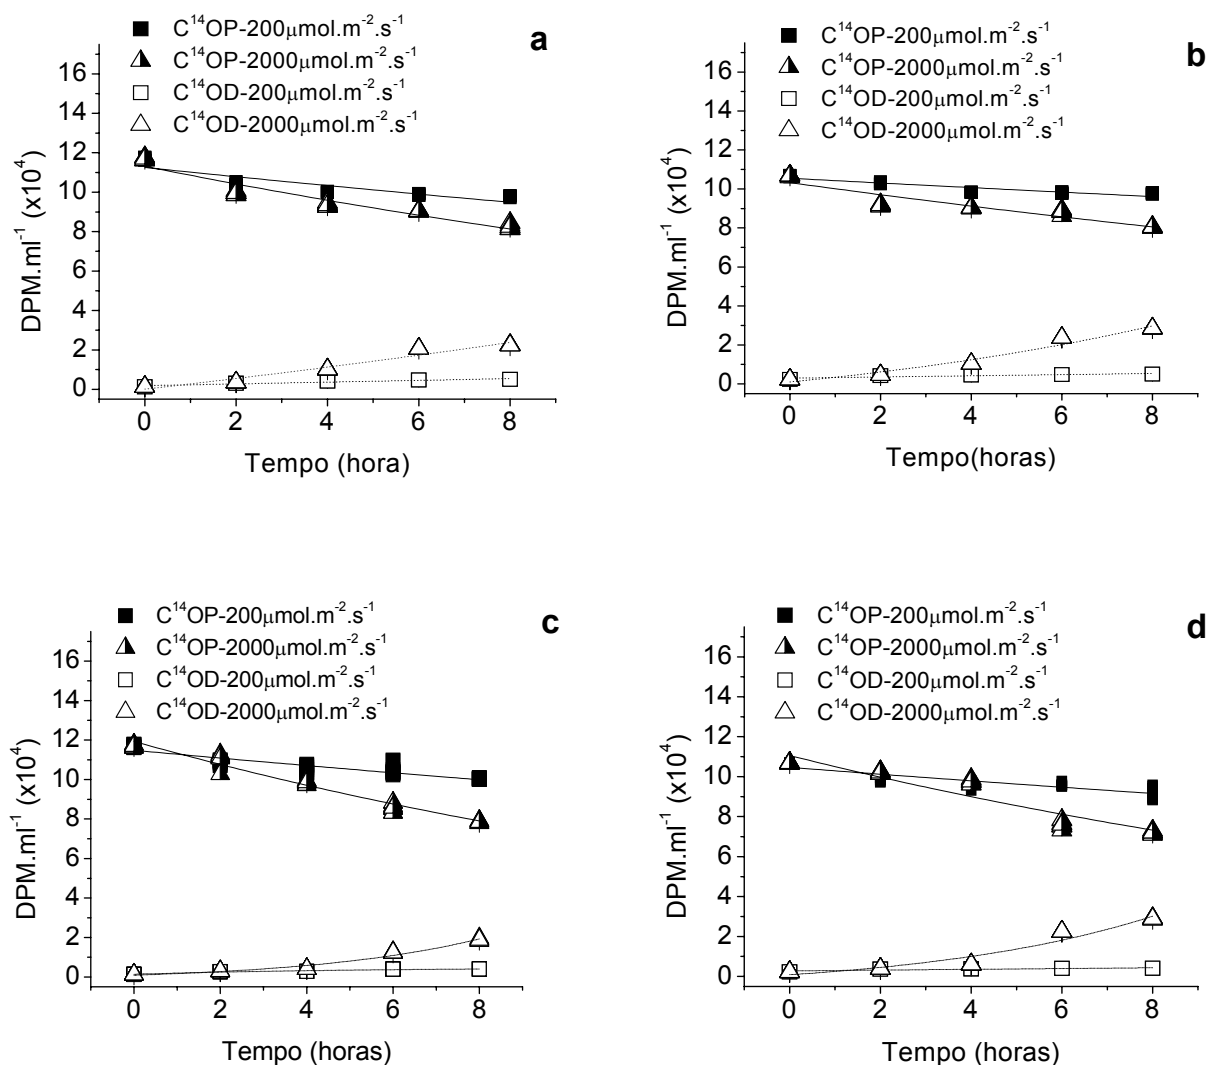 C¹⁴OP-200μmol.m⁻².s⁻¹
C¹⁴OP-2000μmol.m⁻².s⁻¹
C¹⁴OD-200μmol.m⁻².s⁻¹
C¹⁴OD-2000μmol.m⁻².s⁻¹
a
16
14
12
10
8
6
4
2
0
DPM.ml⁻¹ (x10⁴)
0 2 4 6 8
Tempo (hora)
C¹⁴OP-200μmol.m⁻².s⁻¹
C¹⁴OP-2000μmol.m⁻².s⁻¹
C¹⁴OD-200μmol.m⁻².s⁻¹
C¹⁴OD-2000μmol.m⁻².s⁻¹
b
16
14
12
10
8
6
4
2
0
DPM.ml⁻¹ (x10⁴)
0 2 4 6 8
Tempo(horas)
C¹⁴OP-200μmol.m⁻².s⁻¹
C¹⁴OP-2000μmol.m⁻².s⁻¹
C¹⁴OD-200μmol.m⁻².s⁻¹
C¹⁴OD-2000μmol.m⁻².s⁻¹
c
16
14
12
10
8
6
4
2
0
DPM.ml⁻¹ (x10⁴)
0 2 4 6 8
Tempo (horas)
C¹⁴OP-200μmol.m⁻².s⁻¹
C¹⁴OP-2000μmol.m⁻².s⁻¹
C¹⁴OD-200μmol.m⁻².s⁻¹
C¹⁴OD-2000μmol.m⁻².s⁻¹
d
16
14
12
10
8
6
4
2
0
DPM.ml⁻¹ (x10⁴)
0 2 4 6 8
Tempo (horas)